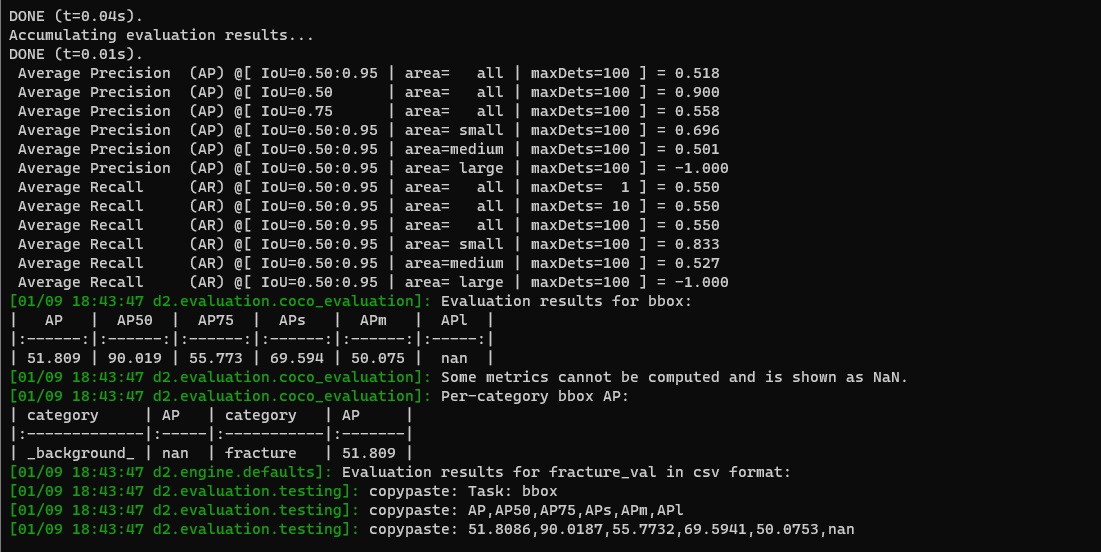 DONE (t=0.04s).
Accumulating evaluation results...
DONE (t=0.01s).
 Average Precision  (AP) @[ IoU=0.50:0.95 | area=   all | maxDets=100 ] = 0.518
 Average Precision  (AP) @[ IoU=0.50      | area=   all | maxDets=100 ] = 0.900
 Average Precision  (AP) @[ IoU=0.75      | area=   all | maxDets=100 ] = 0.558
 Average Precision  (AP) @[ IoU=0.50:0.95 | area= small | maxDets=100 ] = 0.696
 Average Precision  (AP) @[ IoU=0.50:0.95 | area=medium | maxDets=100 ] = 0.501
 Average Precision  (AP) @[ IoU=0.50:0.95 | area= large | maxDets=100 ] = -1.000
 Average Recall     (AR) @[ IoU=0.50:0.95 | area=   all | maxDets=  1 ] = 0.550
 Average Recall     (AR) @[ IoU=0.50:0.95 | area=   all | maxDets= 10 ] = 0.550
 Average Recall     (AR) @[ IoU=0.50:0.95 | area=   all | maxDets=100 ] = 0.550
 Average Recall     (AR) @[ IoU=0.50:0.95 | area= small | maxDets=100 ] = 0.833
 Average Recall     (AR) @[ IoU=0.50:0.95 | area=medium | maxDets=100 ] = 0.527
 Average Recall     (AR) @[ IoU=0.50:0.95 | area= large | maxDets=100 ] = -1.000
[01/09 18:43:47 d2.evaluation.coco_evaluation]: Evaluation results for bbox:
|   AP   |  AP50  |  AP75  |  APs   |  APm   |  APl  |
|:------:|:------:|:------:|:------:|:------:|:-----:|
| 51.809 | 90.019 | 55.773 | 69.594 | 50.075 |  nan  |
[01/09 18:43:47 d2.evaluation.coco_evaluation]: Some metrics cannot be computed and is shown as NaN.
[01/09 18:43:47 d2.evaluation.coco_evaluation]: Per-category bbox AP:
| category     | AP   | category   | AP     |
|:-------------|:-----|:-----------|:-------|
| _background_ | nan  | fracture   | 51.809 |
[01/09 18:43:47 d2.engine.defaults]: Evaluation results for fracture_val in csv format:
[01/09 18:43:47 d2.evaluation.testing]: copypaste: Task: bbox
[01/09 18:43:47 d2.evaluation.testing]: copypaste: AP,AP50,AP75,APs,APm,APl
[01/09 18:43:47 d2.evaluation.testing]: copypaste: 51.8086,90.0187,55.7732,69.5941,50.0753,nan